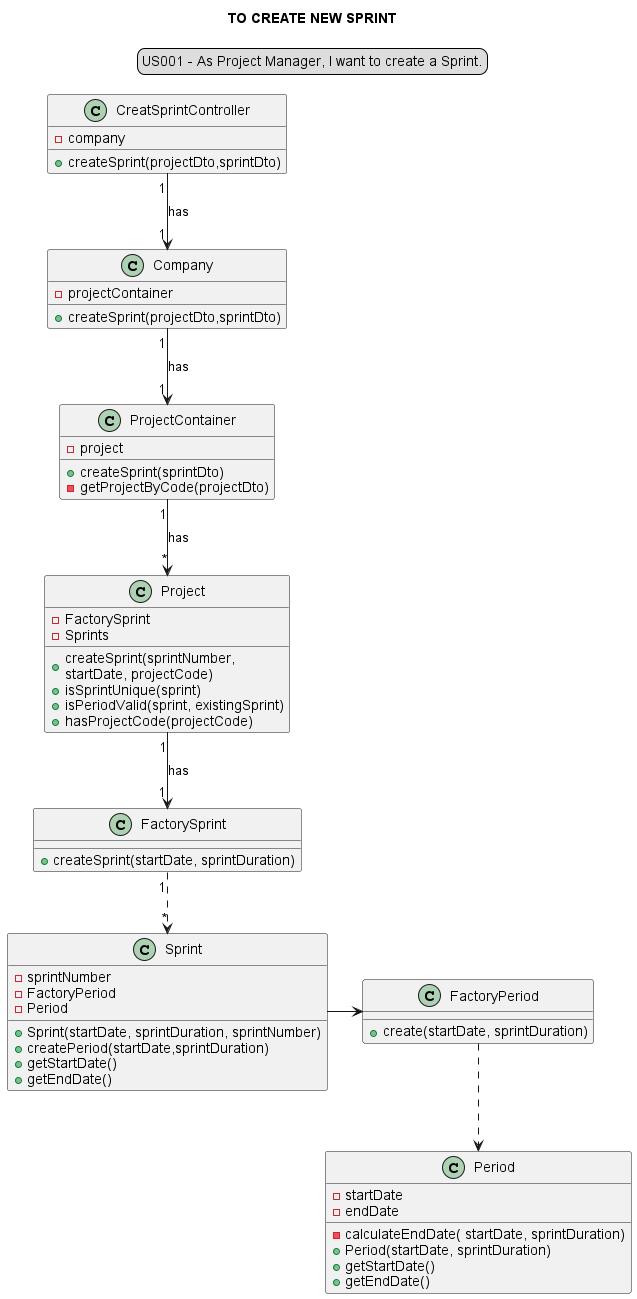 TO CREATE NEW SPRINT
US001 - As Project Manager, I want to create a Sprint.
C CreatSprintController
company
createSprint(projectDto,sprintDto)
1
has
1
C Company
projectContainer
createSprint(projectDto,sprintDto)
1
has
1
C ProjectContainer
project
createSprint(sprintDto)
getProjectByCode(projectDto)
1
has
*
C Project
FactorySprint
Sprints
createSprint(sprintNumber,
startDate, projectCode)
isSprintUnique(sprint)
isPeriodValid(sprint, existingSprint)
hasProjectCode(projectCode)
1
has
1
C FactorySprint
createSprint(startDate, sprintDuration)
1
*
C Sprint
sprintNumber
FactoryPeriod
Period
Sprint(startDate, sprintDuration, sprintNumber)
createPeriod(startDate,sprintDuration)
getStartDate()
getEndDate()
C FactoryPeriod
create(startDate, sprintDuration)
C Period
startDate
endDate
calculateEndDate( startDate, sprintDuration)
Period(startDate, sprintDuration)
getStartDate()
getEndDate()